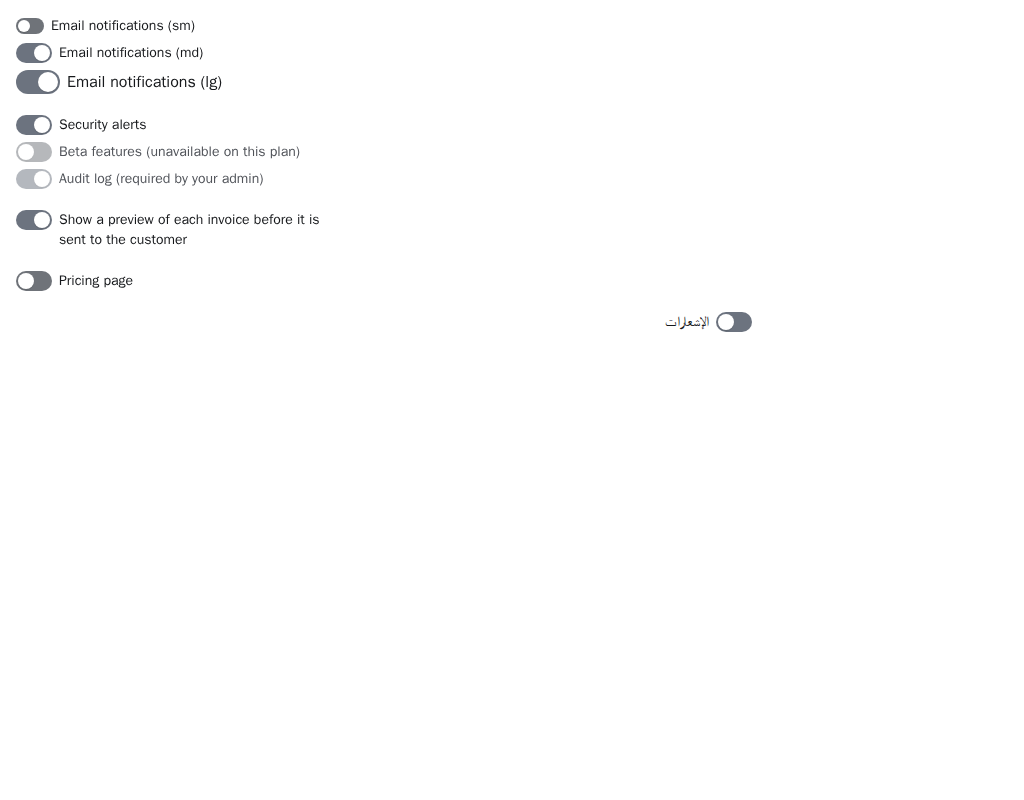 Email notifications (sm)
Email notifications (md)
Email notifications (lg)
Security alerts
Beta features (unavailable on this plan)
Audit log (required by your admin)
Show a preview of each invoice before it is
sent to the customer
Pricing page
الإشعارات